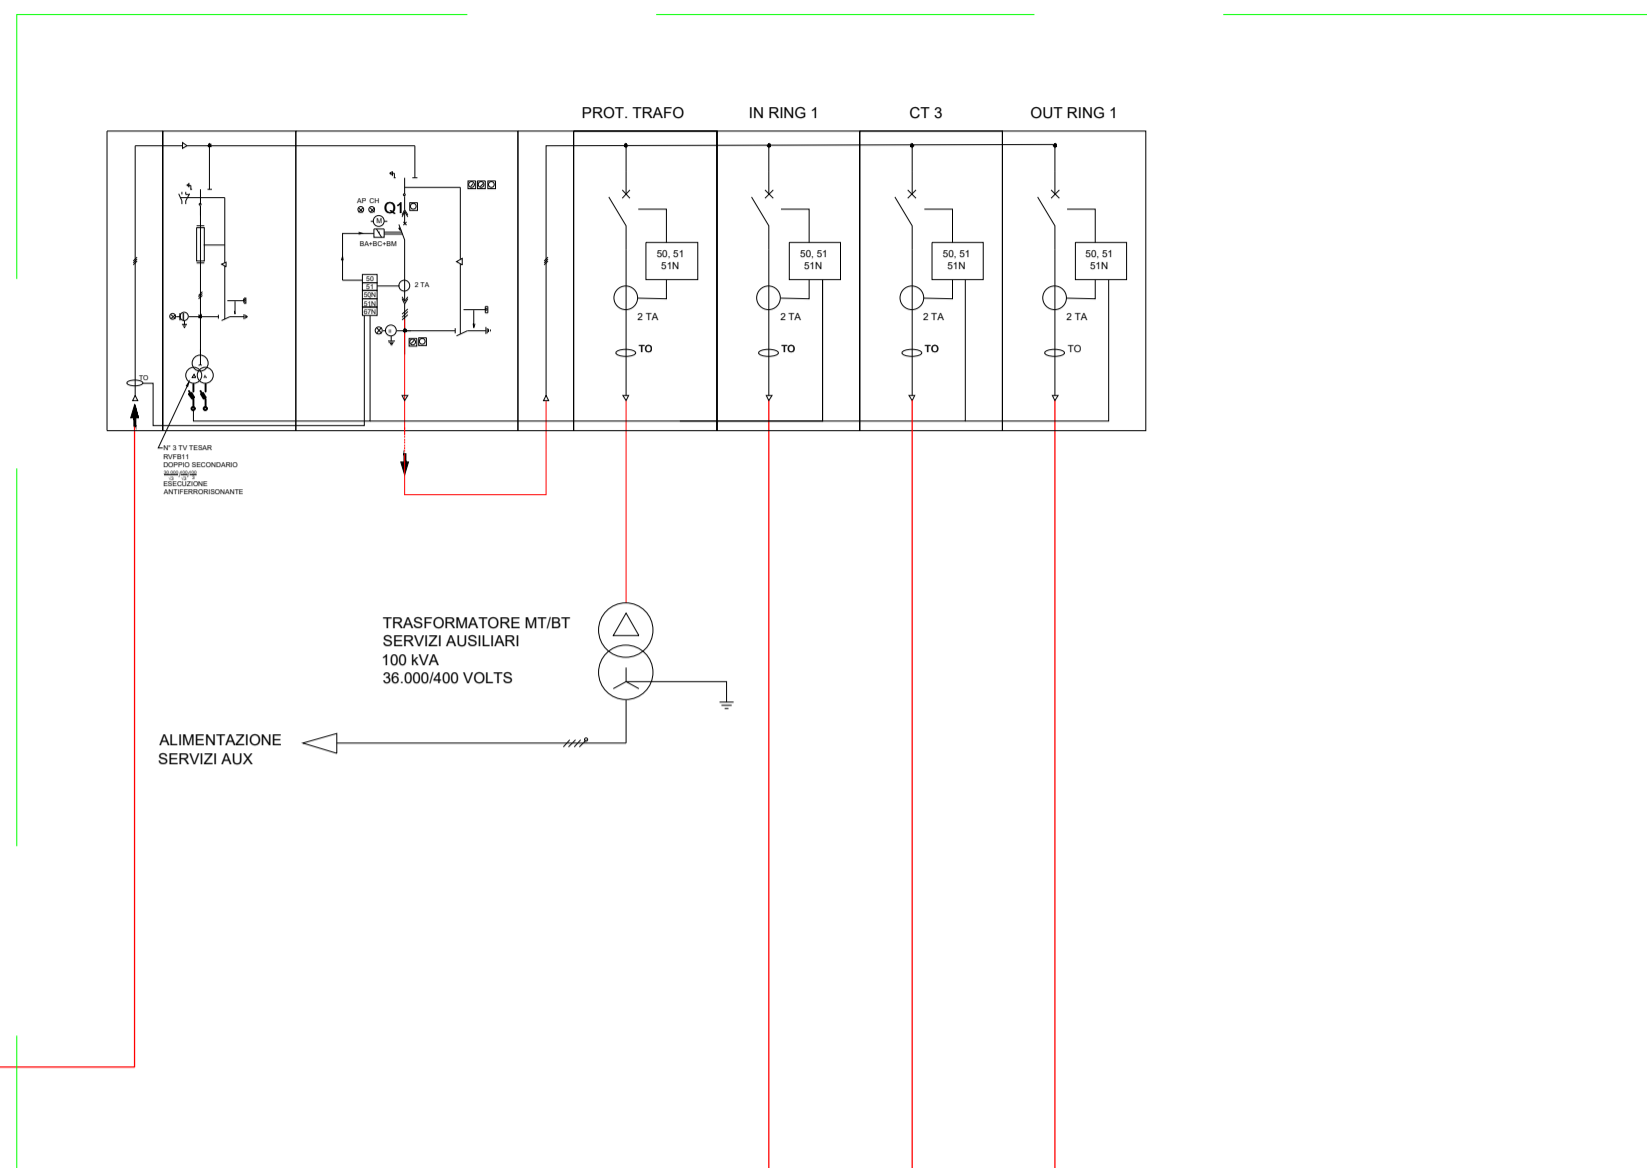 PROT. TRAFO
IN RING 1
CT 3
OUT RING 1
AP CH
Q1
M
BA+BC+BM
50
51
50N
51N
67N
2 TA
50, 51
51N
2 TA
TO
50, 51
51N
2 TA
TO
50, 51
51N
2 TA
TO
50, 51
51N
2 TA
TO
TO
N° 3 TV TESAR
RVFB11
DOPPIO SECONDARIO
ESECUZIONE
ANTIFERRORISONANTE
TRASFORMATORE MT/BT
SERVIZI AUSILIARI
100 kVA
36.000/400 VOLTS
ALIMENTAZIONE
SERVIZI AUX